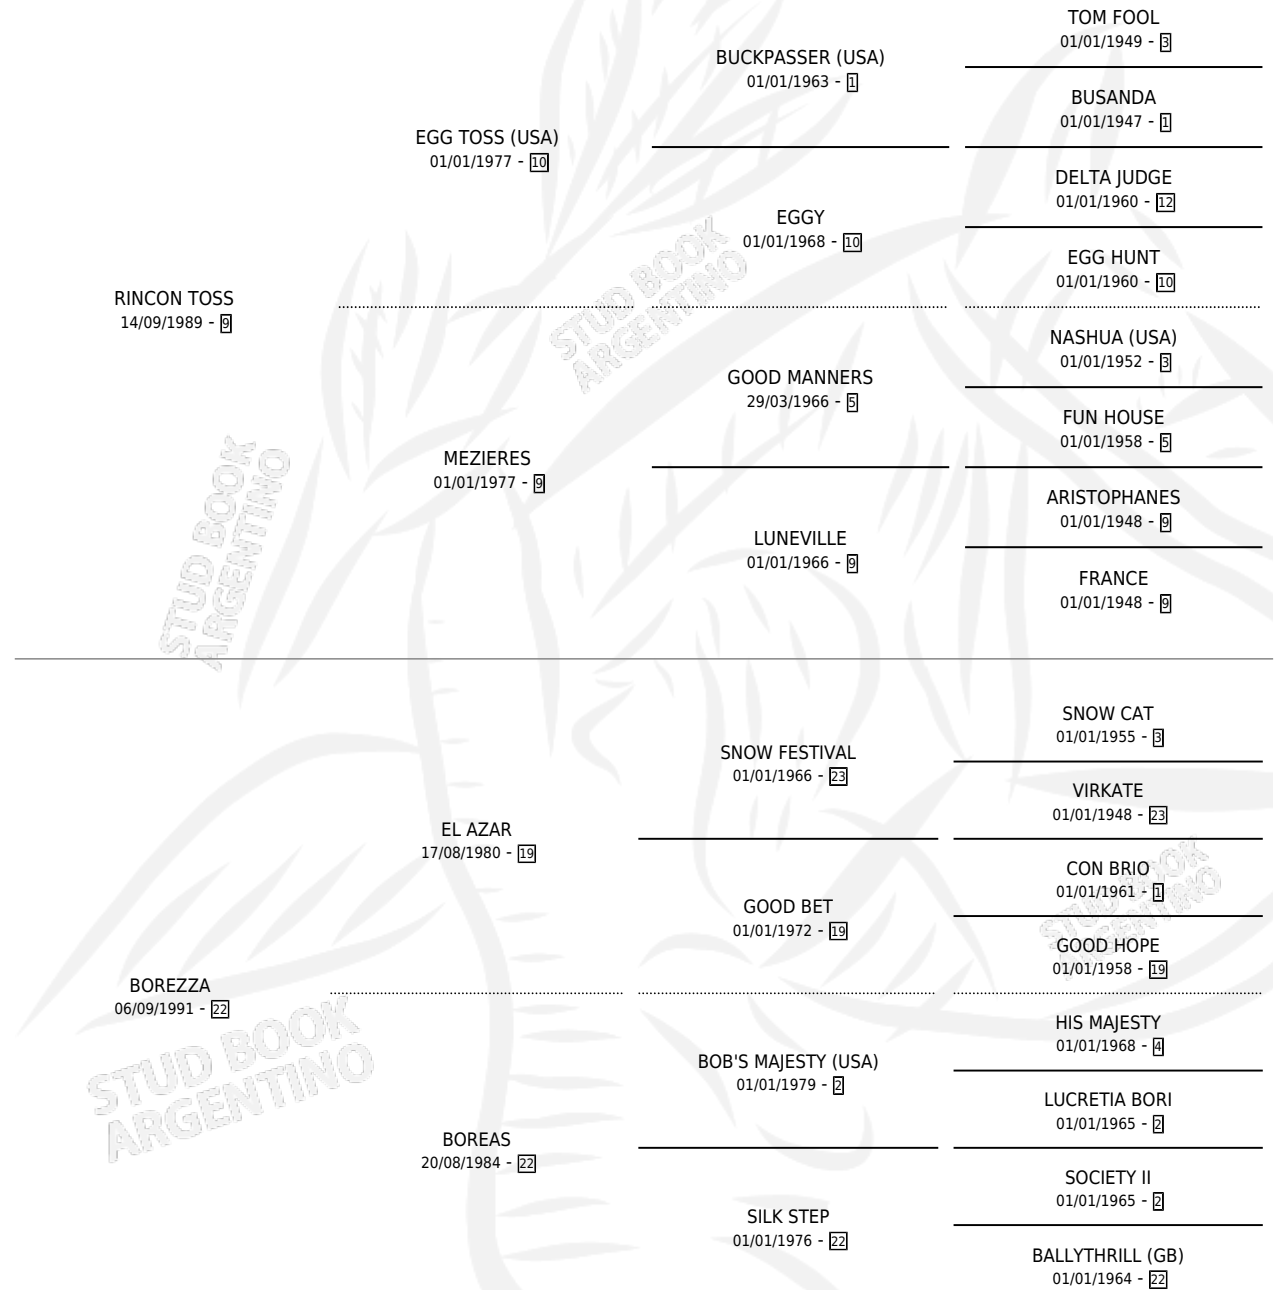 TOM FOOL
01/01/1949 - 3
BUCKPASSER (USA)
01/01/1963 - 1
BUSANDA
01/01/1947 - 1
EGG TOSS (USA)
01/01/1977 - 10
DELTA JUDGE
01/01/1960 - 12
EGGY
01/01/1968 - 10
EGG HUNT
01/01/1960 - 10
RINCON TOSS
14/09/1989 - 9
NASHUA (USA)
01/01/1952 - 3
GOOD MANNERS
29/03/1966 - 5
FUN HOUSE
01/01/1958 - 5
MEZIERES
01/01/1977 - 9
ARISTOPHANES
01/01/1948 - 9
LUNEVILLE
01/01/1966 - 9
FRANCE
01/01/1948 - 9
STUD BOOK
ARGENTINO
STUD BOOK
ARGENTINO
SNOW CAT
01/01/1955 - 3
SNOW FESTIVAL
01/01/1966 - 23
VIRKATE
01/01/1948 - 23
EL AZAR
17/08/1980 - 19
CON BRIO
01/01/1961 - 1
GOOD BET
01/01/1972 - 19
GOOD HOPE
01/01/1958 - 19
BOREZZA
06/09/1991 - 22
HIS MAJESTY
01/01/1968 - 4
BOB'S MAJESTY (USA)
01/01/1979 - 2
LUCRETIA BORI
01/01/1965 - 2
BOREAS
20/08/1984 - 22
SOCIETY II
01/01/1965 - 2
SILK STEP
01/01/1976 - 22
BALLYTHRILL (GB)
01/01/1964 - 22
STUD BOOK
ARGENTINO
STUD BOOK
ARGENTINO